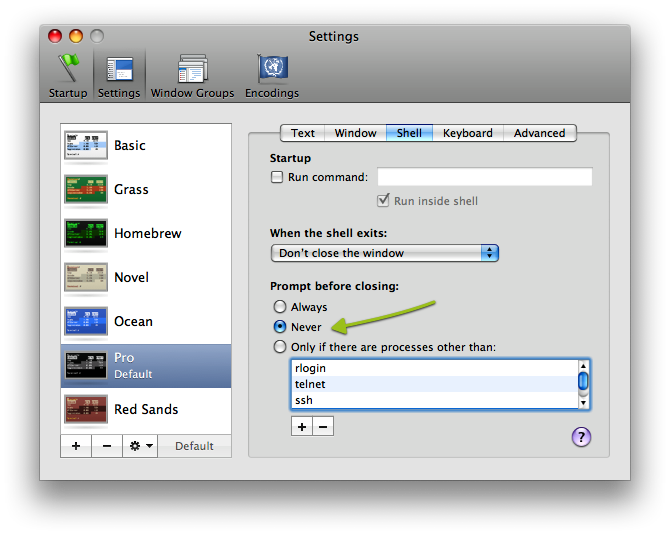 Settings
Startup Settings Window Groups Encodings
Text Window Shell Keyboard Advanced
Basic
Grass
Homebrew
Novel
Ocean
Pro
Default
Red Sands
+ − Default
Startup
Run command:
Run inside shell
When the shell exits:
Don't close the window
Prompt before closing:
Always
Never
Only if there are processes other than:
rlogin
telnet
ssh
+ −
?